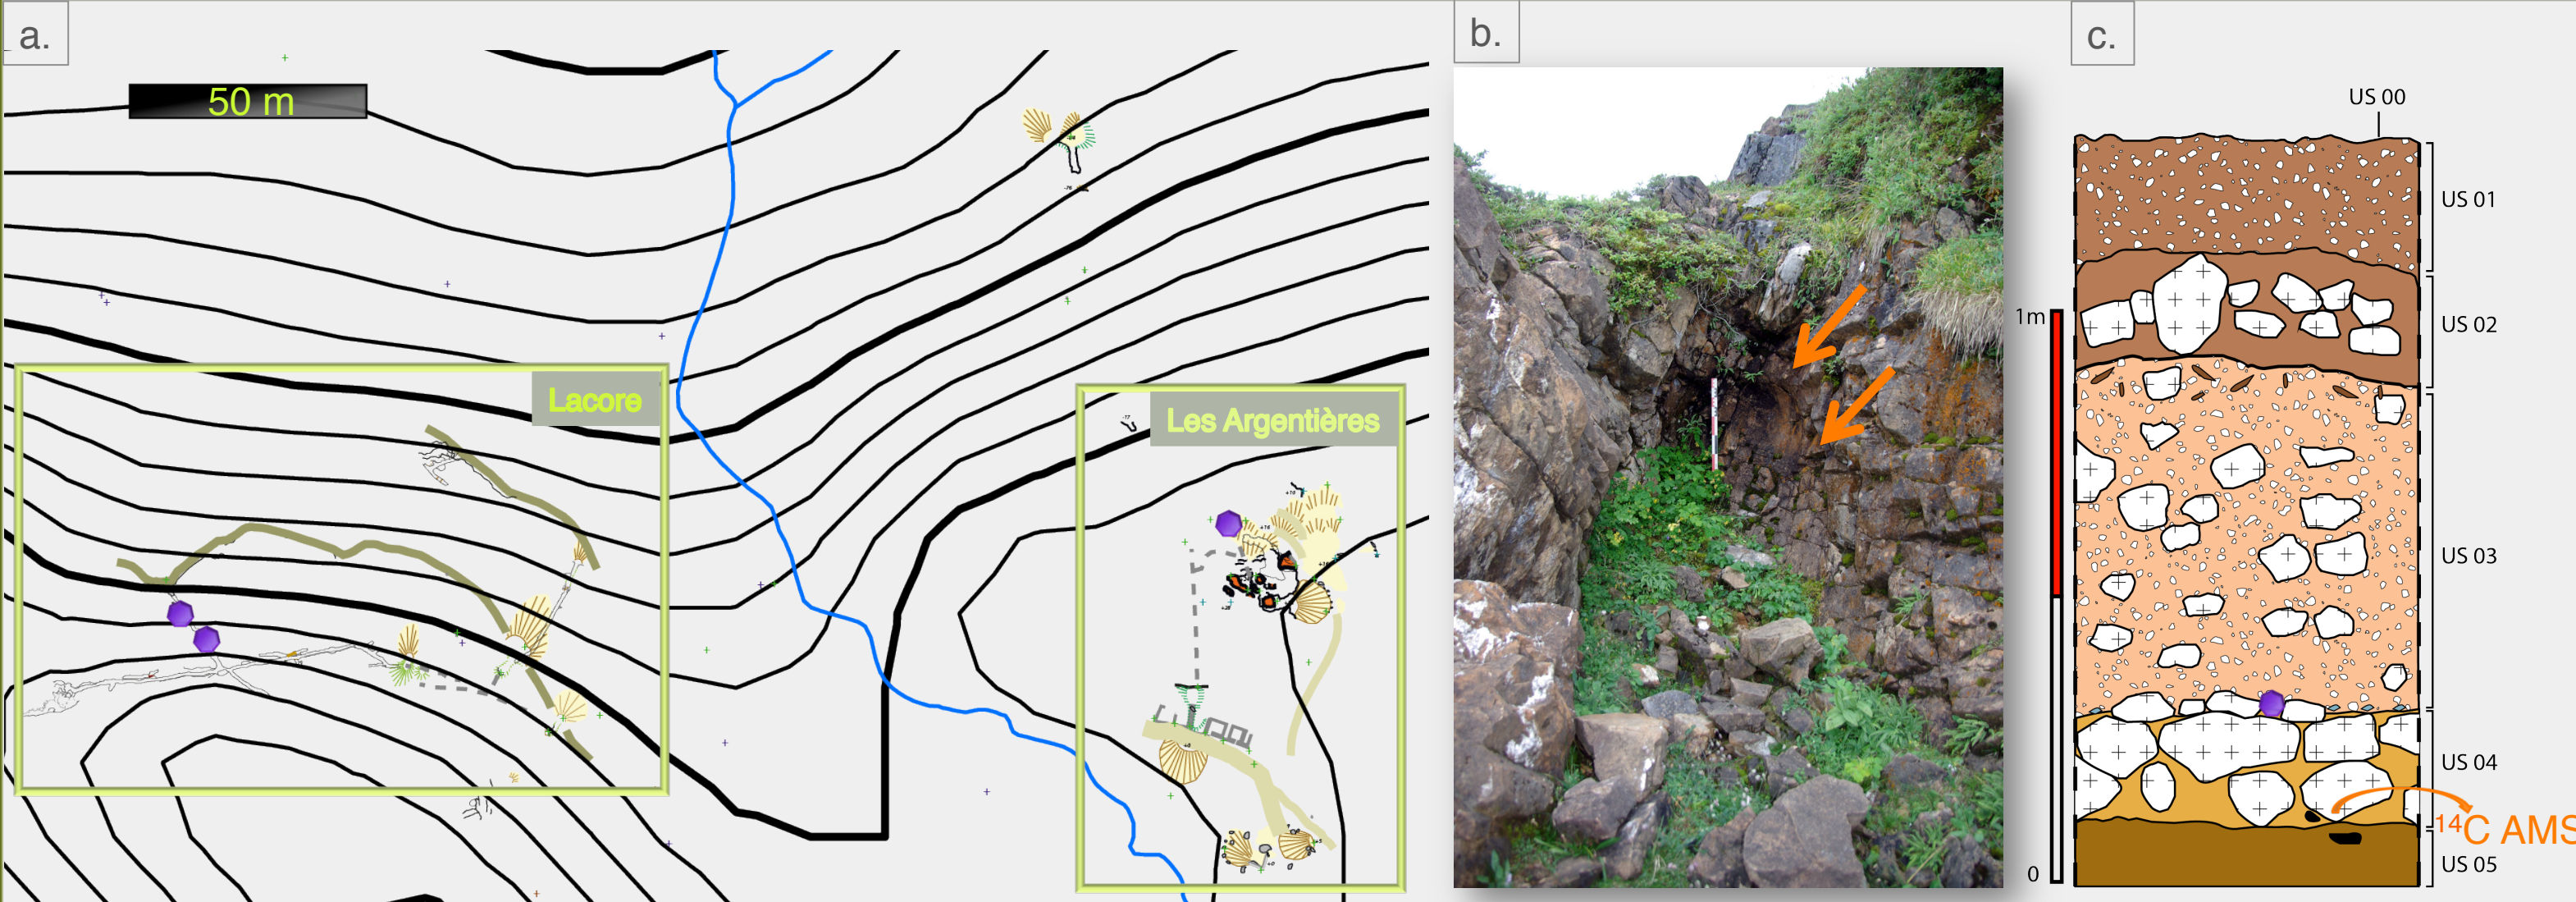 a.
50 m
Lacore
Les Argentières
b.
c.
US 00
US 01
1m
US 02
US 03
US 04
14C AMS
US 05
0